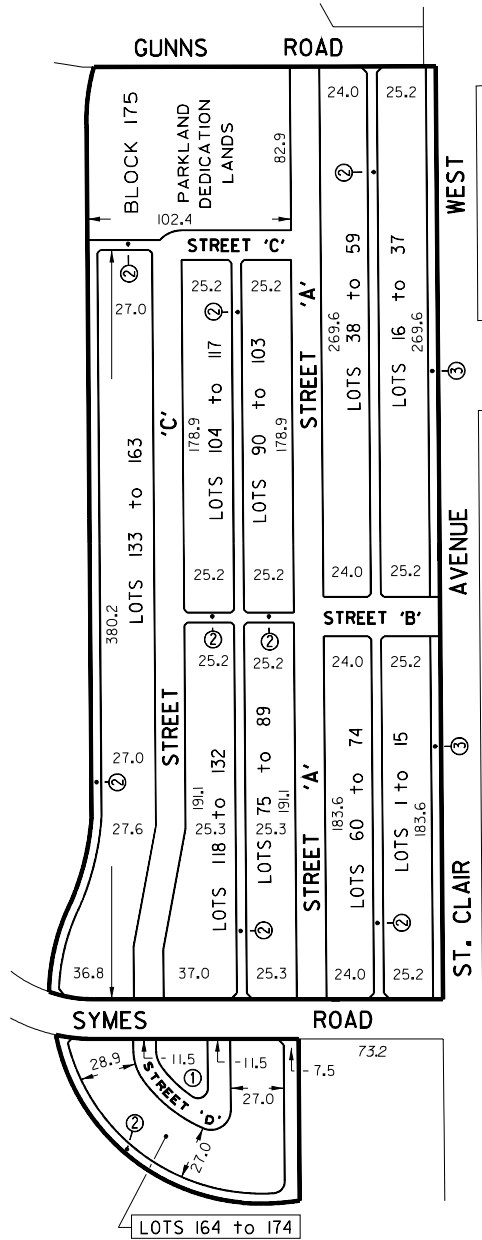 GUNNS ROAD
BLOCK 175
PARKLAND
DEDICATION
LANDS
82.9
102.4
24.0
25.2
2
WEST
STREET 'C'
2
27.0
25.2
25.2
2
STREET 'A'
269.6
LOTS 38 to 59
LOTS 16 to 37
269.6
3
'C'
178.9
LOTS 104 to 117
LOTS 90 to 103
178.9
LOTS 133 to 163
380.2
25.2
25.2
24.0
25.2
AVENUE
2
2
STREET 'B'
25.2
25.2
24.0
25.2
STREET
27.0
2
27.6
191.1
25.3
LOTS 118 to 132
LOTS 75 to 89
191.1
25.3
STREET 'A'
183.6
LOTS 60 to 74
LOTS 1 to 15
183.6
3
2
2
ST. CLAIR
36.8
37.0
25.3
24.0
25.2
SYMES ROAD
28.9
11.5
11.5
7.5
73.2
1
STREET 'D'
27.0
2
27.0
LOTS 164 to 174